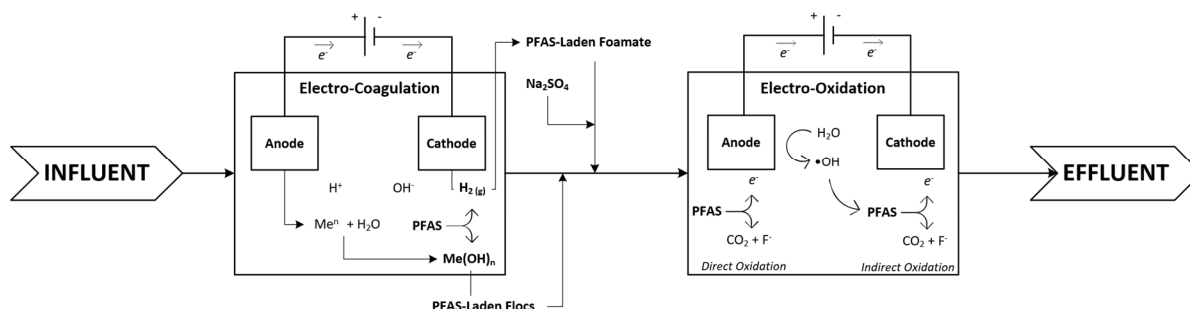 INFLUENT
+ -
e⁻ e⁻
Electro-Coagulation
Anode
Cathode
H⁺ OH⁻ H₂ (g)
Meⁿ + H₂O
PFAS
Me(OH)ₙ
PFAS-Laden Flocs
PFAS-Laden Foamate
Na₂SO₄
+ -
e⁻ e⁻
Electro-Oxidation
Anode
Cathode
H₂O
•OH
e⁻
PFAS
CO₂ + F⁻
Direct Oxidation
e⁻
PFAS
CO₂ + F⁻
Indirect Oxidation
EFFLUENT